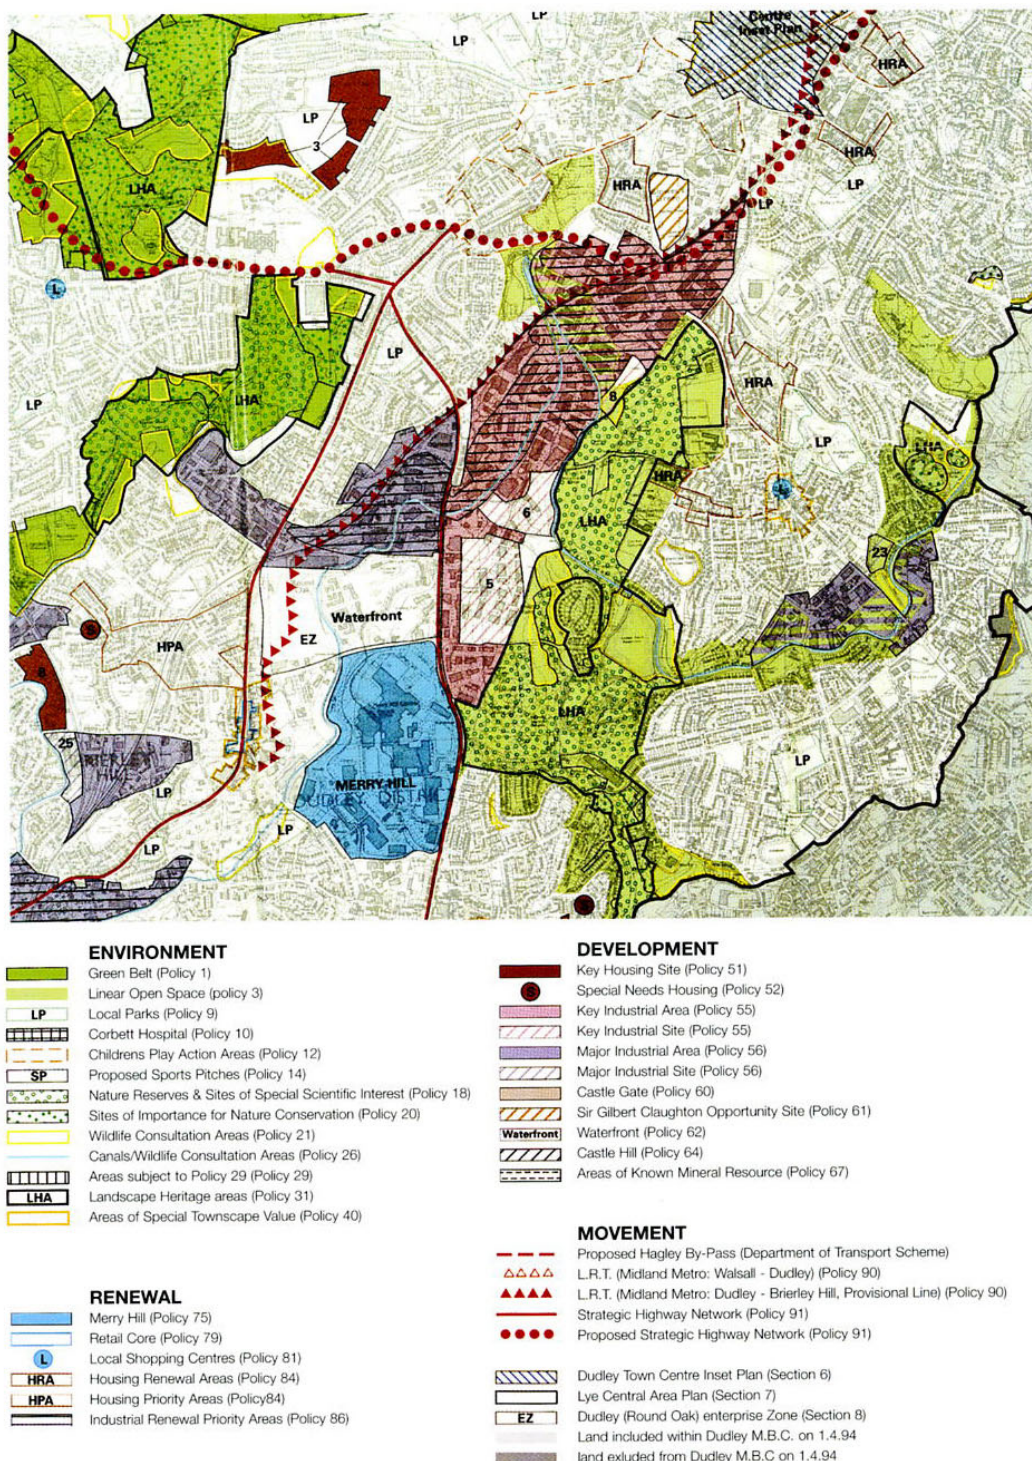 LP
Centre
Inset Plan
HRA
LP
3
LHA
HRA
HRA
LP
LP
L
LP
LP
LHA
HRA
8
LP
LHA
HRA
L
6
LHA
23
5
Waterfront
EZ
HPA
S
LHA
25
HILL
LP
MERRY HILL
LP
LP
LP
S
ENVIRONMENT
Green Belt (Policy 1)
Linear Open Space (policy 3)
LP Local Parks (Policy 9)
Corbett Hospital (Policy 10)
Childrens Play Action Areas (Policy 12)
SP Proposed Sports Pitches (Policy 14)
Nature Reserves & Sites of Special Scientific Interest (Policy 18)
Sites of Importance for Nature Conservation (Policy 20)
Wildlife Consultation Areas (Policy 21)
Canals/Wildlife Consultation Areas (Policy 26)
Areas subject to Policy 29 (Policy 29)
LHA Landscape Heritage areas (Policy 31)
Areas of Special Townscape Value (Policy 40)
RENEWAL
Merry Hill (Policy 75)
Retail Core (Policy 79)
L Local Shopping Centres (Policy 81)
HRA Housing Renewal Areas (Policy 84)
HPA Housing Priority Areas (Policy84)
Industrial Renewal Priority Areas (Policy 86)
DEVELOPMENT
Key Housing Site (Policy 51)
S Special Needs Housing (Policy 52)
Key Industrial Area (Policy 55)
Key Industrial Site (Policy 55)
Major Industrial Area (Policy 56)
Major Industrial Site (Policy 56)
Castle Gate (Policy 60)
Sir Gilbert Claughton Opportunity Site (Policy 61)
Waterfront Waterfront (Policy 62)
Castle Hill (Policy 64)
Areas of Known Mineral Resource (Policy 67)
MOVEMENT
Proposed Hagley By-Pass (Department of Transport Scheme)
L.R.T. (Midland Metro: Walsall - Dudley) (Policy 90)
L.R.T. (Midland Metro: Dudley - Brierley Hill, Provisional Line) (Policy 90)
Strategic Highway Network (Policy 91)
Proposed Strategic Highway Network (Policy 91)
Dudley Town Centre Inset Plan (Section 6)
Lye Central Area Plan (Section 7)
EZ Dudley (Round Oak) enterprise Zone (Section 8)
Land included within Dudley M.B.C. on 1.4.94
land exluded from Dudley M.B.C on 1.4.94